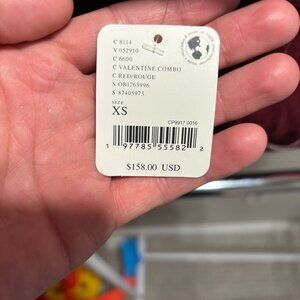 C 8114
V 052910
C 6600
C VALENTINE COMBO
C RED/ROUGE
S OB1763996
S 87405973
size
XS
CP9917 0016
1 97785 55582 2
$158.00 USD